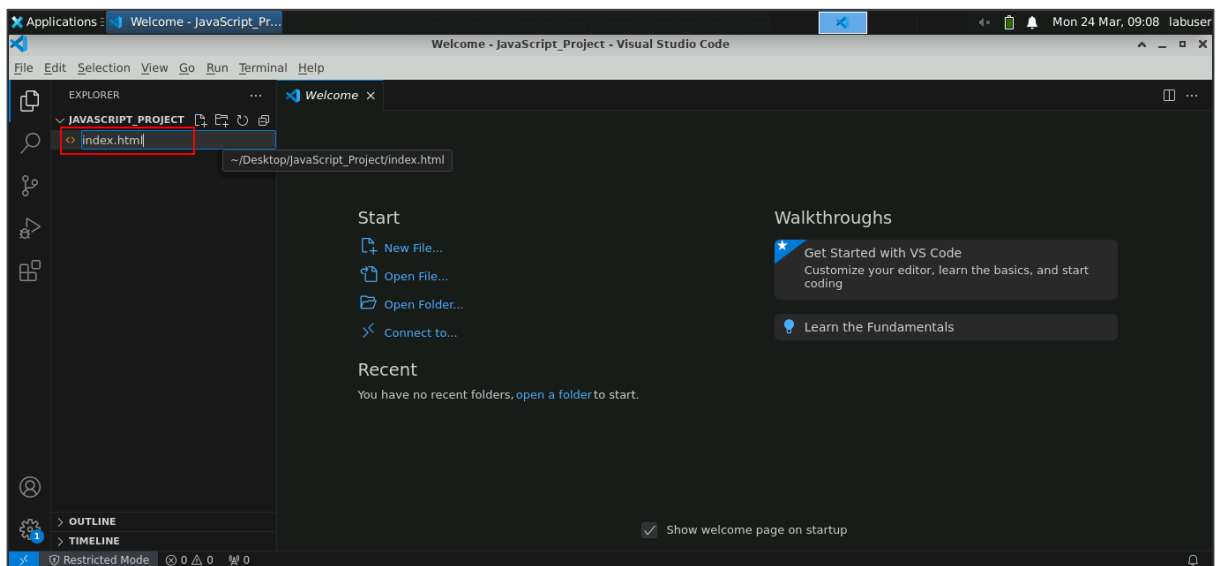 Applications Welcome - JavaScript_Pr... Mon 24 Mar, 09:08 labuser
Welcome - JavaScript_Project - Visual Studio Code
File Edit Selection View Go Run Terminal Help
EXPLORER ... Welcome
JAVASCRIPT_PROJECT
index.html
~/Desktop/JavaScript_Project/index.html
Start
New File...
Open File...
Open Folder...
Connect to...
Recent
You have no recent folders, open a folder to start.
Walkthroughs
Get Started with VS Code
Customize your editor, learn the basics, and start
coding
Learn the Fundamentals
Show welcome page on startup
OUTLINE
1
TIMELINE
Restricted Mode 0 0 0